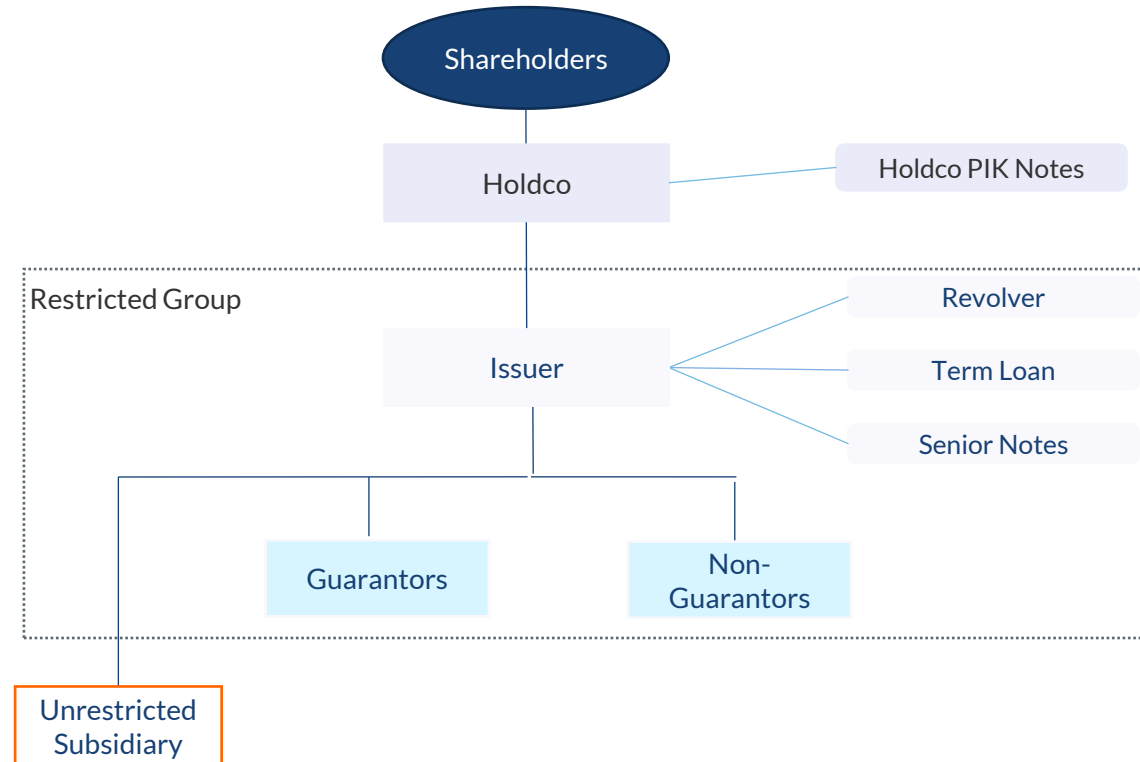 Shareholders
Holdco
Holdco PIK Notes
Restricted Group
Revolver
Issuer
Term Loan
Senior Notes
Guarantors
Non-
Guarantors
Unrestricted
Subsidiary